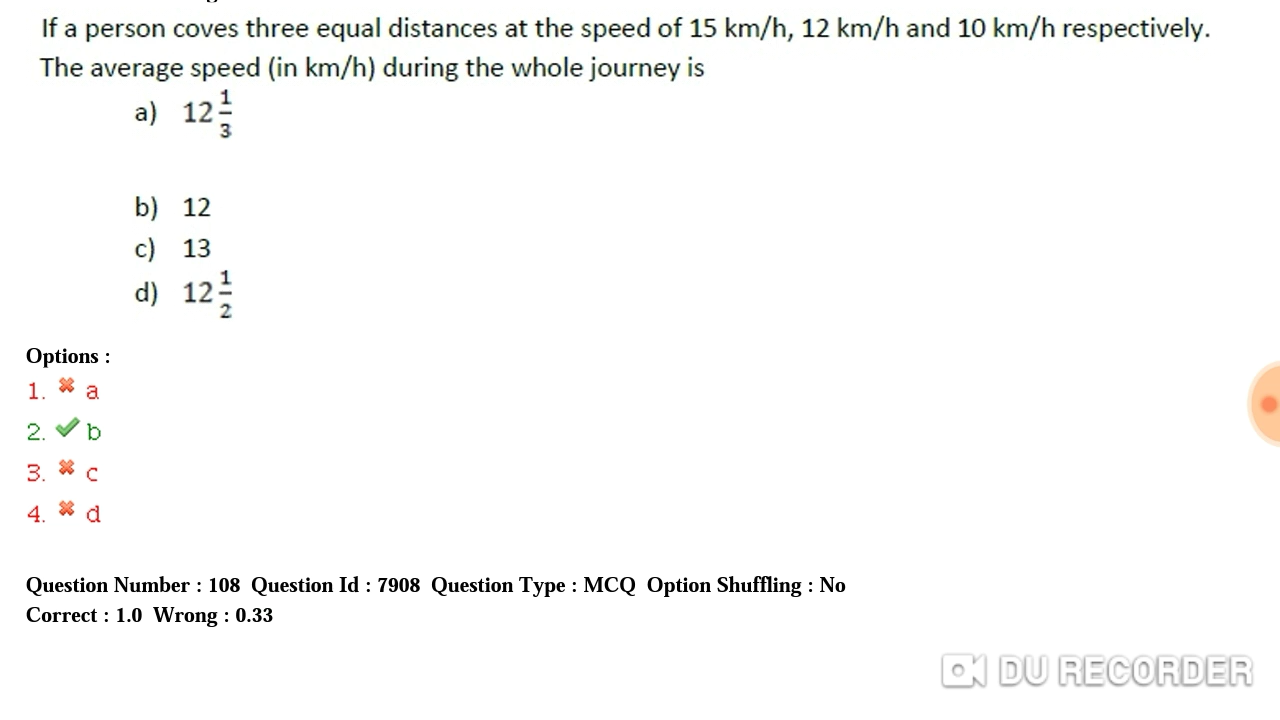 If a person coves three equal distances at the speed of 15 km/h, 12 km/h and 10 km/h respectively.
The average speed (in km/h) during the whole journey is
a) 12 1/3
b) 12
c) 13
d) 12 1/2
Options :
1. a
2. b
3. c
4. d
Question Number : 108 Question Id : 7908 Question Type : MCQ Option Shuffling : No
Correct : 1.0 Wrong : 0.33
DU RECORDER